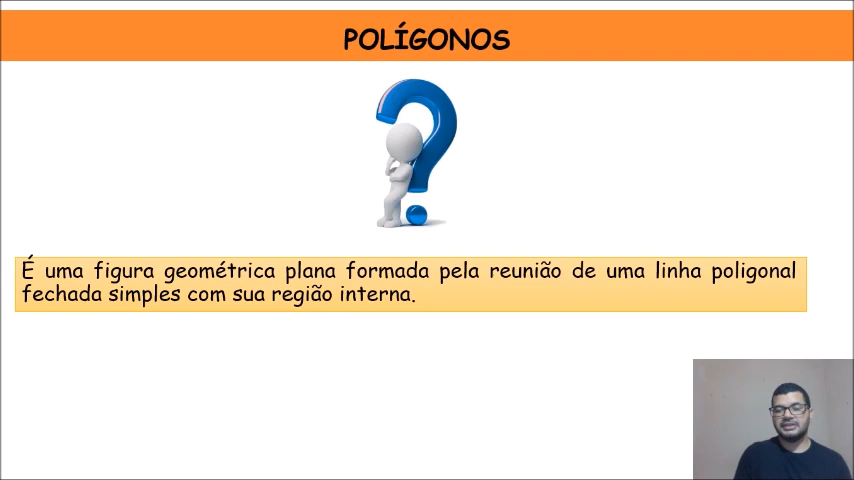 POLÍGONOS
É uma figura geométrica plana formada pela reunião de uma linha poligonal
fechada simples com sua região interna.